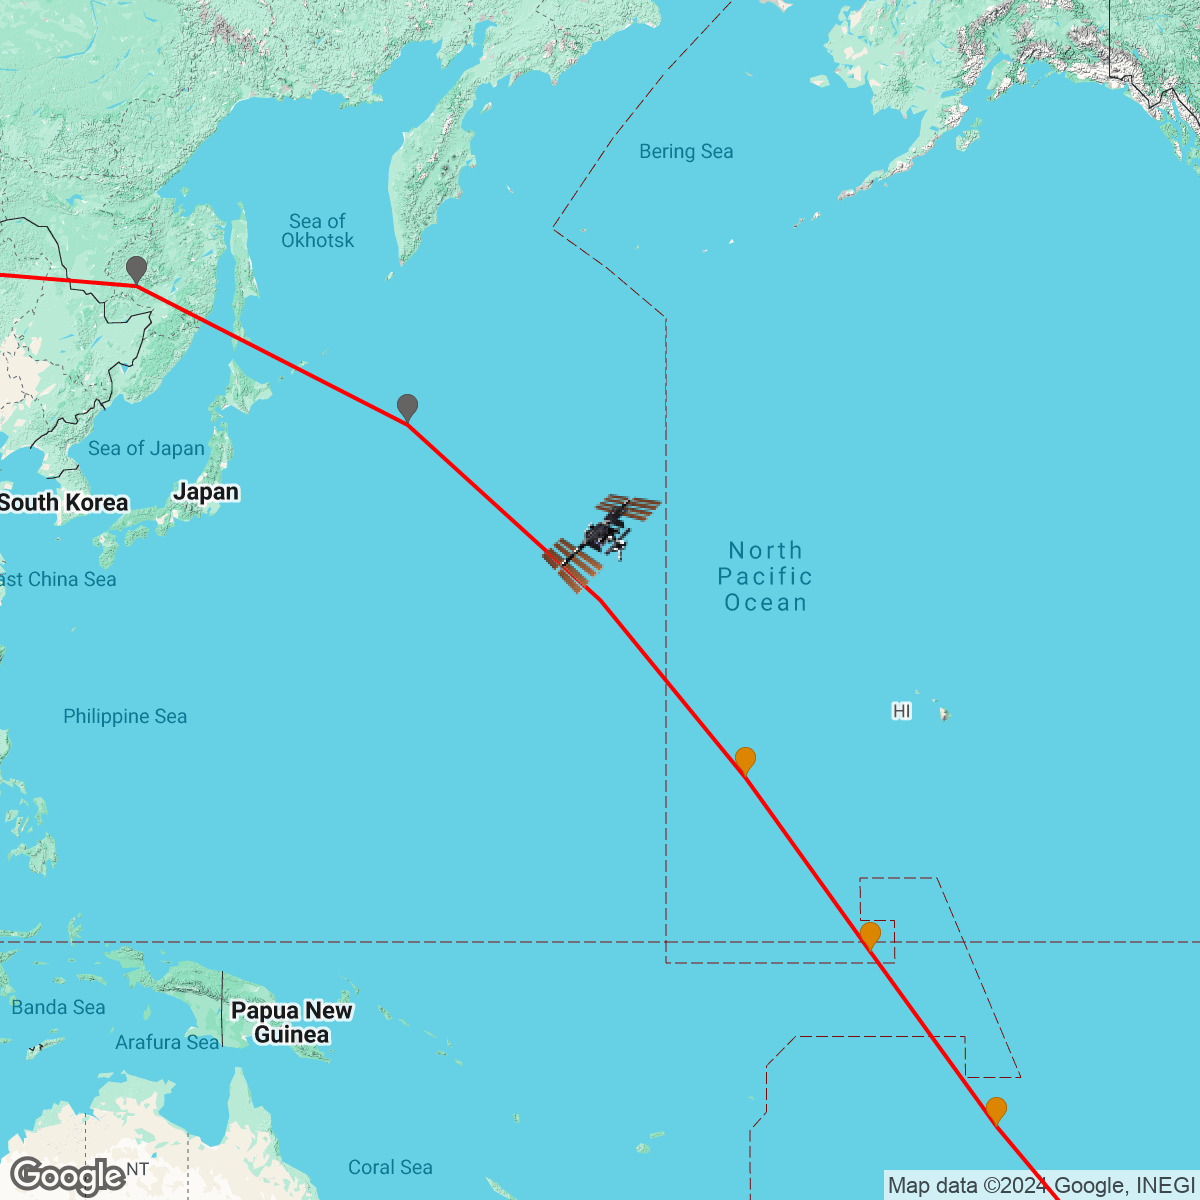 Bering Sea
Sea of
Okhotsk
Sea of Japan
Japan
South Korea
North
Pacific
Ocean
ast China Sea
HI
Philippine Sea
Banda Sea
Papua New
Guinea
Arafura Sea
Coral Sea
NT
Google
Map data ©2024 Google, INEGI